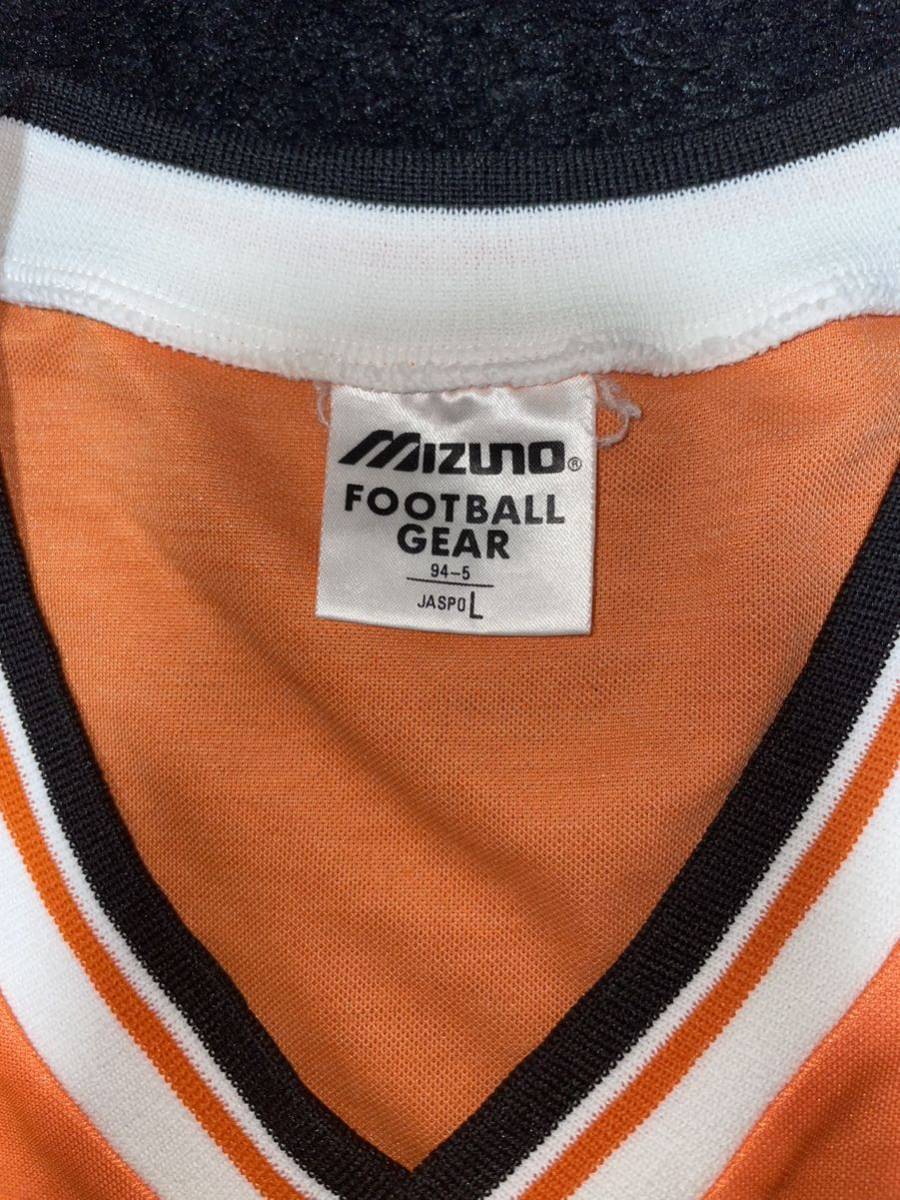 MIZUNO®
FOOTBALL
GEAR
94-5
JASPO L